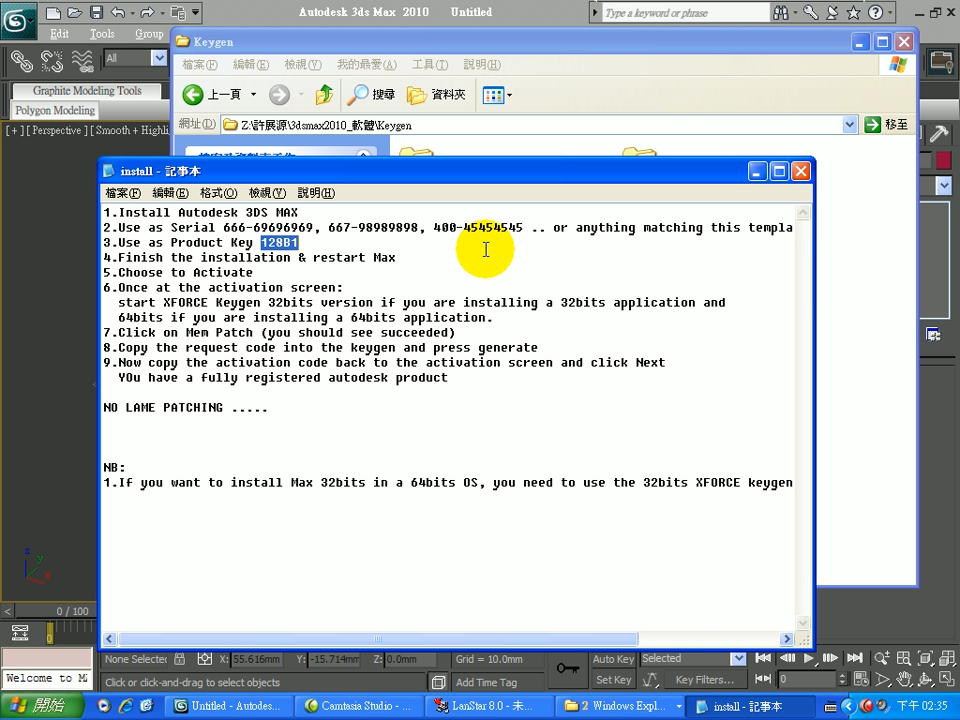 Autodesk 3ds Max 2010 Untitled
Type a keyword or phrase
Edit Tools Group
All
Graphite Modeling Tools
Polygon Modeling
[ + ] [ Perspective ] [ Smooth + Highli
Keygen
檔案(F) 編輯(E) 檢視(V) 我的最愛(A) 工具(T) 說明(H)
上一頁 搜尋 資料夾
網址(D) Z:\許展源\3dsmax2010_軟體\Keygen 移至
install - 記事本
檔案(F) 編輯(E) 格式(O) 檢視(V) 說明(H)
1.Install Autodesk 3DS MAX
2.Use as Serial 666-69696969, 667-98989898, 400-45454545 .. or anything matching this templa
3.Use as Product Key 128B1
4.Finish the installation & restart Max
5.Choose to Activate
6.Once at the activation screen:
start XFORCE Keygen 32bits version if you are installing a 32bits application and
64bits if you are installing a 64bits application.
7.Click on Mem Patch (you should see succeeded)
8.Copy the request code into the keygen and press generate
9.Now copy the activation code back to the activation screen and click Next
YOu have a fully registered autodesk product
NO LAME PATCHING .....
NB:
1.If you want to install Max 32bits in a 64bits OS, you need to use the 32bits XFORCE keygen
z y x
0 / 100
0
None Selected X: 55.616mm Y: -15.714mm Z: 0.0mm Grid = 10.0mm Auto Key Selected
Welcome to M Click or click-and-drag to select objects Add Time Tag Set Key Key Filters... 0
開始 Untitled - Autodes... Camtasia Studio - ... LanStar 8.0 - 未... 2 Windows Expl... install - 記事本 下午 02:35